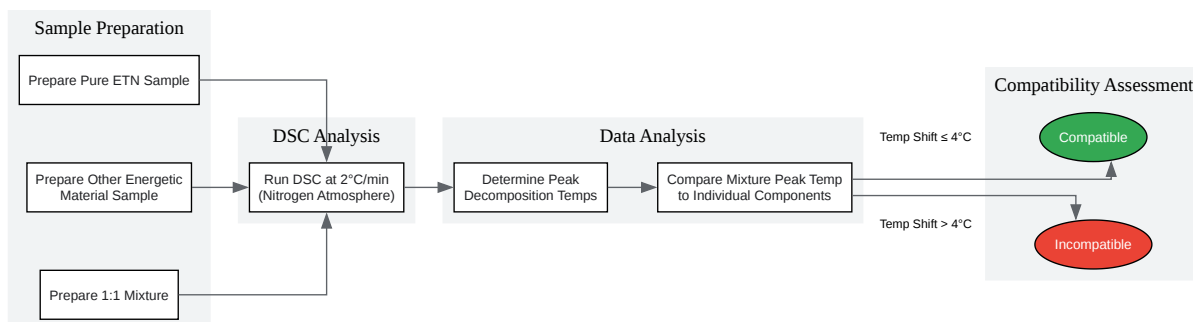 Sample Preparation
Prepare Pure ETN Sample
Prepare Other Energetic
Material Sample
Prepare 1:1 Mixture
DSC Analysis
Run DSC at 2°C/min
(Nitrogen Atmosphere)
Data Analysis
Determine Peak
Decomposition Temps
Compare Mixture Peak Temp
to Individual Components
Temp Shift ≤ 4°C
Temp Shift > 4°C
Compatibility Assessment
Compatible
Incompatible